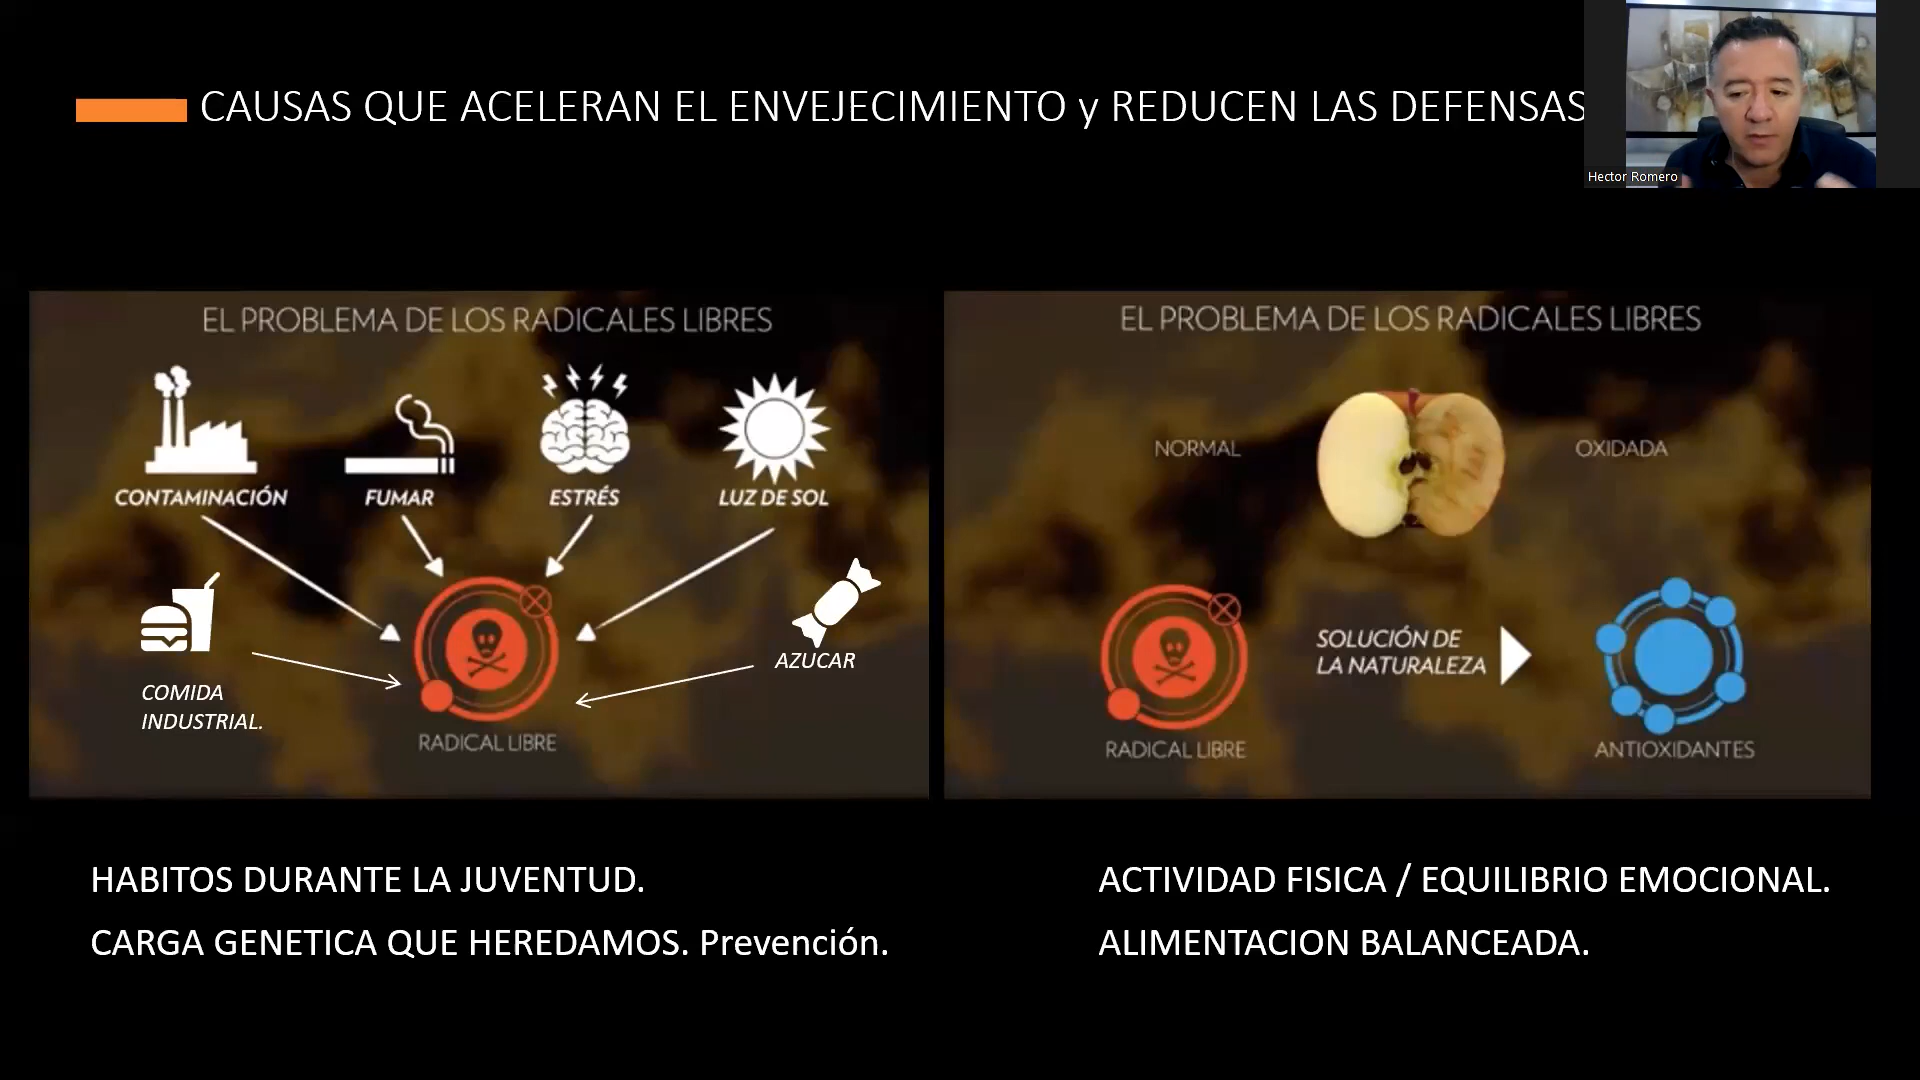 CAUSAS QUE ACELERAN EL ENVEJECIMIENTO y REDUCEN LAS DEFENSAS
Hector Romero
EL PROBLEMA DE LOS RADICALES LIBRES
CONTAMINACIÓN
FUMAR
ESTRÉS
LUZ DE SOL
COMIDA
INDUSTRIAL.
AZUCAR
RADICAL LIBRE
EL PROBLEMA DE LOS RADICALES LIBRES
NORMAL
OXIDADA
SOLUCIÓN DE
LA NATURALEZA
RADICAL LIBRE
ANTIOXIDANTES
HABITOS DURANTE LA JUVENTUD.
CARGA GENETICA QUE HEREDAMOS. Prevención.
ACTIVIDAD FISICA / EQUILIBRIO EMOCIONAL.
ALIMENTACION BALANCEADA.